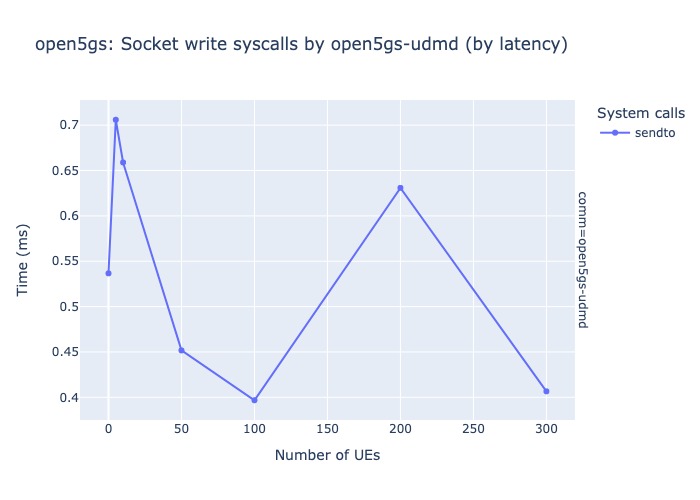 open5gs: Socket write syscalls by open5gs-udmd (by latency)
System calls
sendto
comm=open5gs-udmd
Time (ms)
0.7
0.65
0.6
0.55
0.5
0.45
0.4
0 50 100 150 200 250 300
Number of UEs